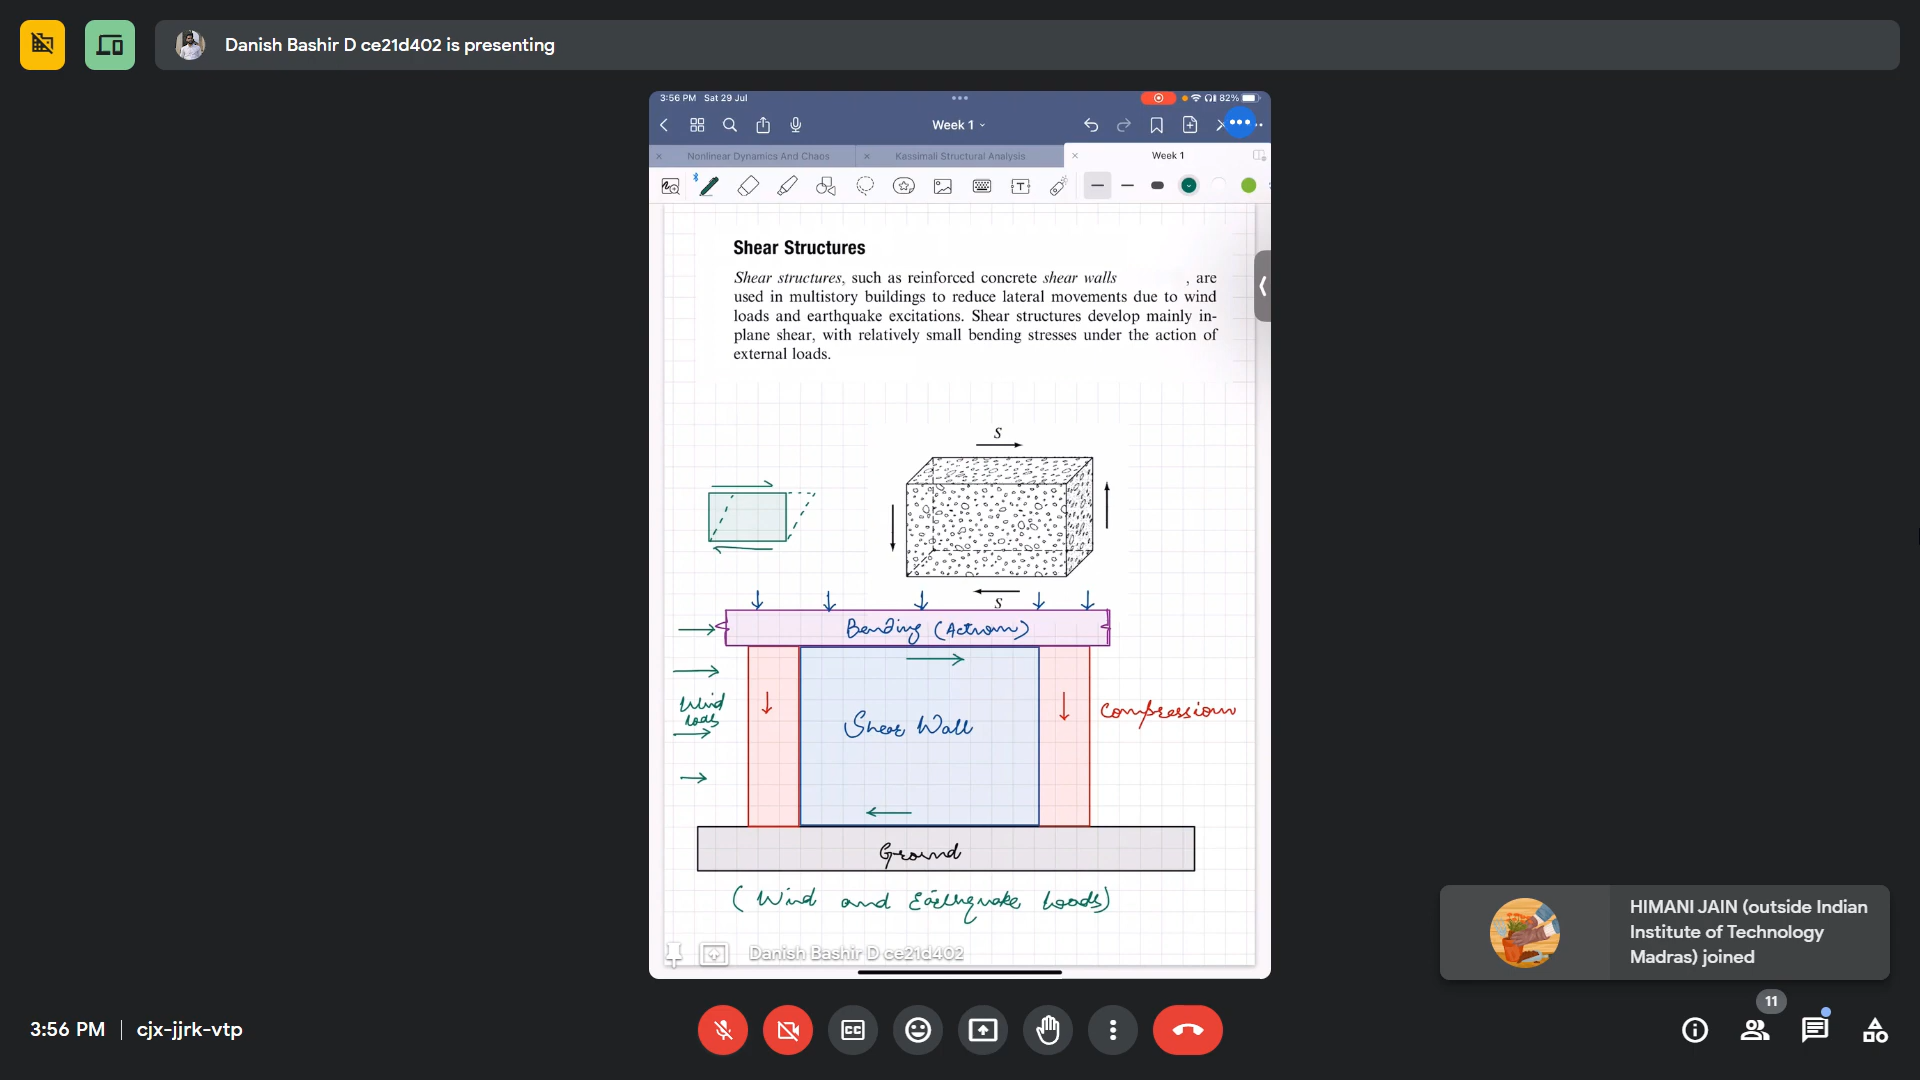 Danish Bashir D ce21d402 is presenting
3:56 PM Sat 29 Jul
82%
Week 1
Nonlinear Dynamics And Chaos
Kassimali Structural Analysis
Week 1
Shear Structures
Shear structures, such as reinforced concrete shear walls , are
used in multistory buildings to reduce lateral movements due to wind
loads and earthquake excitations. Shear structures develop mainly in-
plane shear, with relatively small bending stresses under the action of
external loads.
S
S
Bending (Action)
Wind
loads
Shear Wall
Compression
Ground
(Wind and Earthquake loads)
Danish Bashir D ce21d402
HIMANI JAIN (outside Indian
Institute of Technology
Madras) joined
11
3:56 PM | cjx-jjrk-vtp